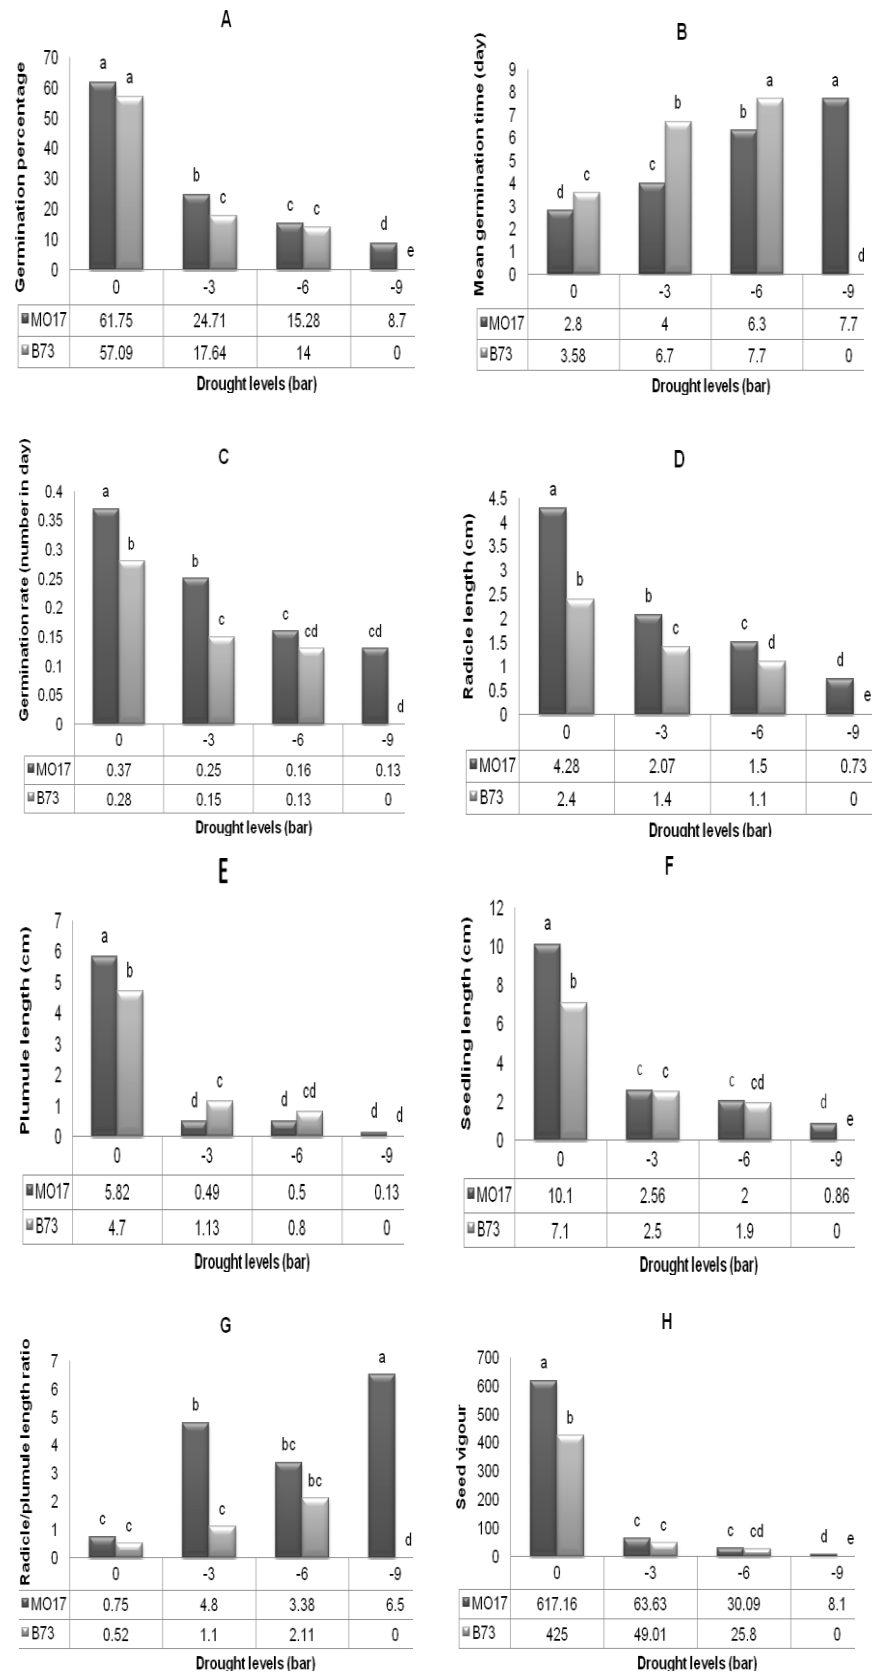 A
Germination percentage
70
60
50
40
30
20
10
0
a a
b c
c c
d e
0 -3 -6 -9
MO17 61.75 24.71 15.28 8.7
B73 57.09 17.64 14 0
Drought levels (bar)
B
Mean germination time (day)
9
8
7
6
5
4
3
2
1
0
d c
c b
b a
a d
0 -3 -6 -9
MO17 2.8 4 6.3 7.7
B73 3.58 6.7 7.7 0
Drought levels (bar)
C
Germination rate (number in day)
0.4
0.35
0.3
0.25
0.2
0.15
0.1
0.05
0
a b
b c
c cd
cd d
0 -3 -6 -9
MO17 0.37 0.25 0.16 0.13
B73 0.28 0.15 0.13 0
Drought levels (bar)
D
Radicle length (cm)
4.5
4
3.5
3
2.5
2
1.5
1
0.5
0
a b
b c
c d
d e
0 -3 -6 -9
MO17 4.28 2.07 1.5 0.73
B73 2.4 1.4 1.1 0
Drought levels (bar)
E
Plumule length (cm)
7
6
5
4
3
2
1
0
a b
d c
d cd
d d
0 -3 -6 -9
MO17 5.82 0.49 0.5 0.13
B73 4.7 1.13 0.8 0
Drought levels (bar)
F
Seedling length (cm)
12
10
8
6
4
2
0
a b
c c
c cd
d e
0 -3 -6 -9
MO17 10.1 2.56 2 0.86
B73 7.1 2.5 1.9 0
Drought levels (bar)
G
Radicle/plumule length ratio
7
6
5
4
3
2
1
0
c c
b c
bc bc
a d
0 -3 -6 -9
MO17 0.75 4.8 3.38 6.5
B73 0.52 1.1 2.11 0
Drought levels (bar)
H
Seed vigour
700
600
500
400
300
200
100
0
a b
c c
c cd
d e
0 -3 -6 -9
MO17 617.16 63.63 30.09 8.1
B73 425 49.01 25.8 0
Drought levels (bar)